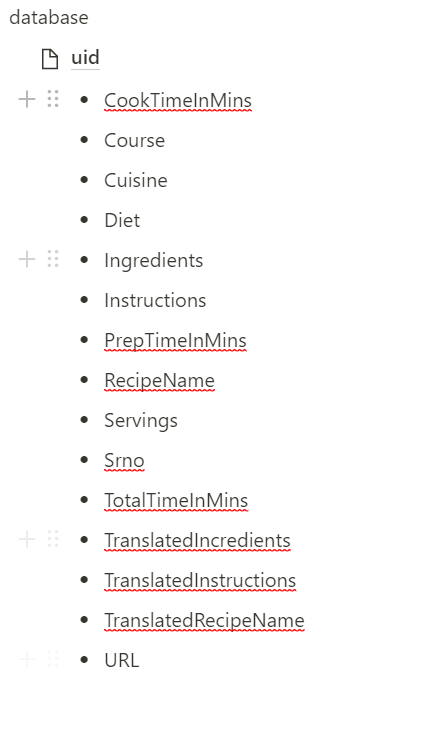 database
uid
CookTimeInMins
Course
Cuisine
Diet
Ingredients
Instructions
PrepTimeInMins
RecipeName
Servings
Srno
TotalTimeInMins
TranslatedIncredients
TranslatedInstructions
TranslatedRecipeName
URL